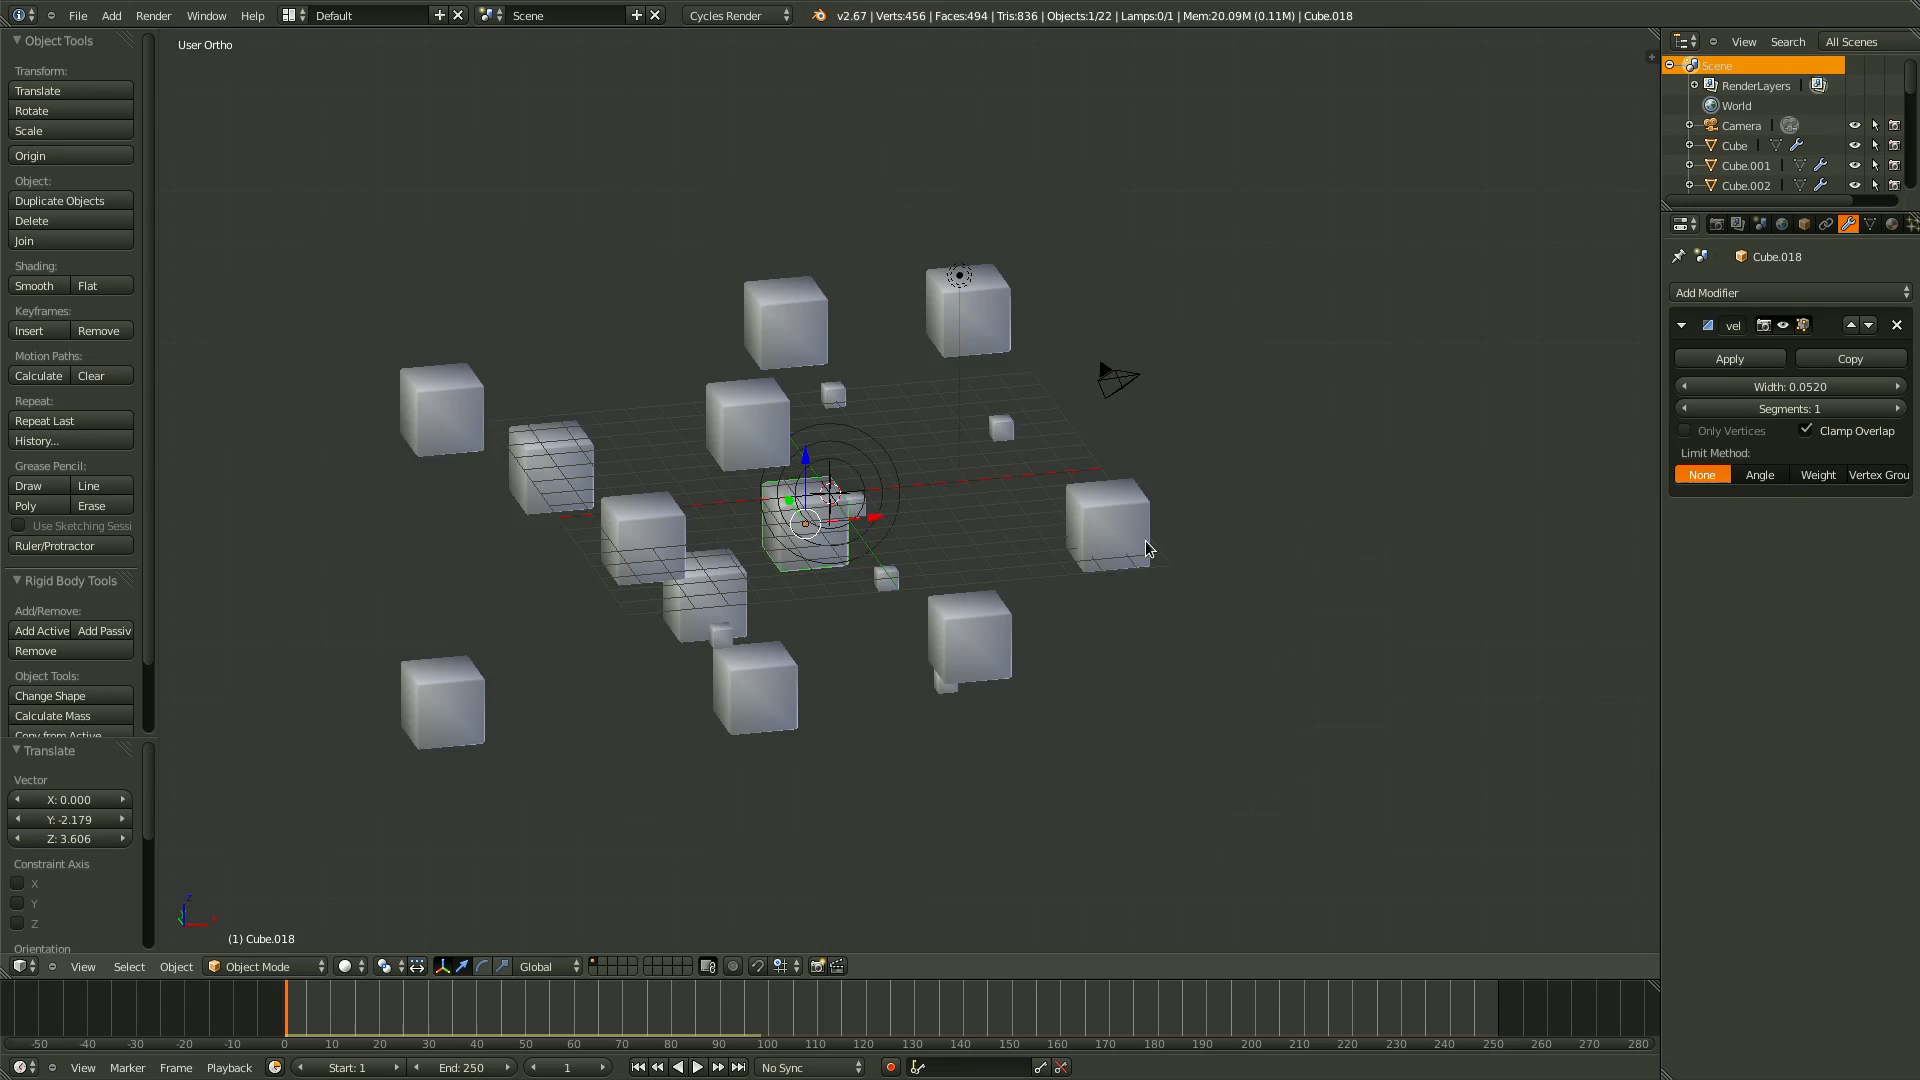 File Add Render Window Help Default Scene Cycles Render v2.67 | Verts:456 | Faces:494 | Tris:836 | Objects:1/22 | Lamps:0/1 | Mem:20.09M (0.11M) | Cube.018
Object Tools
Transform:
Translate
Rotate
Scale
Origin
Object:
Duplicate Objects
Delete
Join
Shading:
Smooth Flat
Keyframes:
Insert Remove
Motion Paths:
Calculate Clear
Repeat:
Repeat Last
History...
Grease Pencil:
Draw Line
Poly Erase
Use Sketching Sessi
Ruler/Protractor
Rigid Body Tools
Add/Remove:
Add Active Add Passiv
Remove
Object Tools:
Change Shape
Calculate Mass
Copy from Active
Translate
Vector
X: 0.000
Y: -2.179
Z: 3.606
Constraint Axis
X
Y
Z
Orientation
User Ortho
z
x
(1) Cube.018
View Select Object Object Mode Global
-50 -40 -30 -20 -10 0 10 20 30 40 50 60 70 80 90 100 110 120 130 140 150 160 170 180 190 200 210 220 230 240 250 260 270 280
View Marker Frame Playback Start: 1 End: 250 1 No Sync
View Search All Scenes
Scene
RenderLayers
World
Camera
Cube
Cube.001
Cube.002
Cube.018
Add Modifier
vel
Apply Copy
Width: 0.0520
Segments: 1
Only Vertices Clamp Overlap
Limit Method:
None Angle Weight Vertex Grou